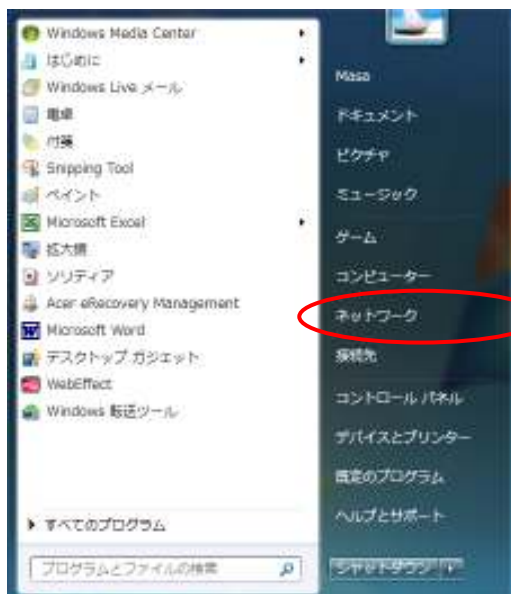 Windows Media Center
はじめに
Windows Live メール
電卓
付箋
Snipping Tool
ペイント
Microsoft Excel
拡大鏡
ソリティア
Acer eRecovery Management
Microsoft Word
デスクトップ ガジェット
WebEffect
Windows 転送ツール
すべてのプログラム
プログラムとファイルの検索
Masa
ドキュメント
ピクチャ
ミュージック
ゲーム
コンピューター
ネットワーク
接続先
コントロール パネル
デバイスとプリンター
既定のプログラム
ヘルプとサポート
シャットダウン